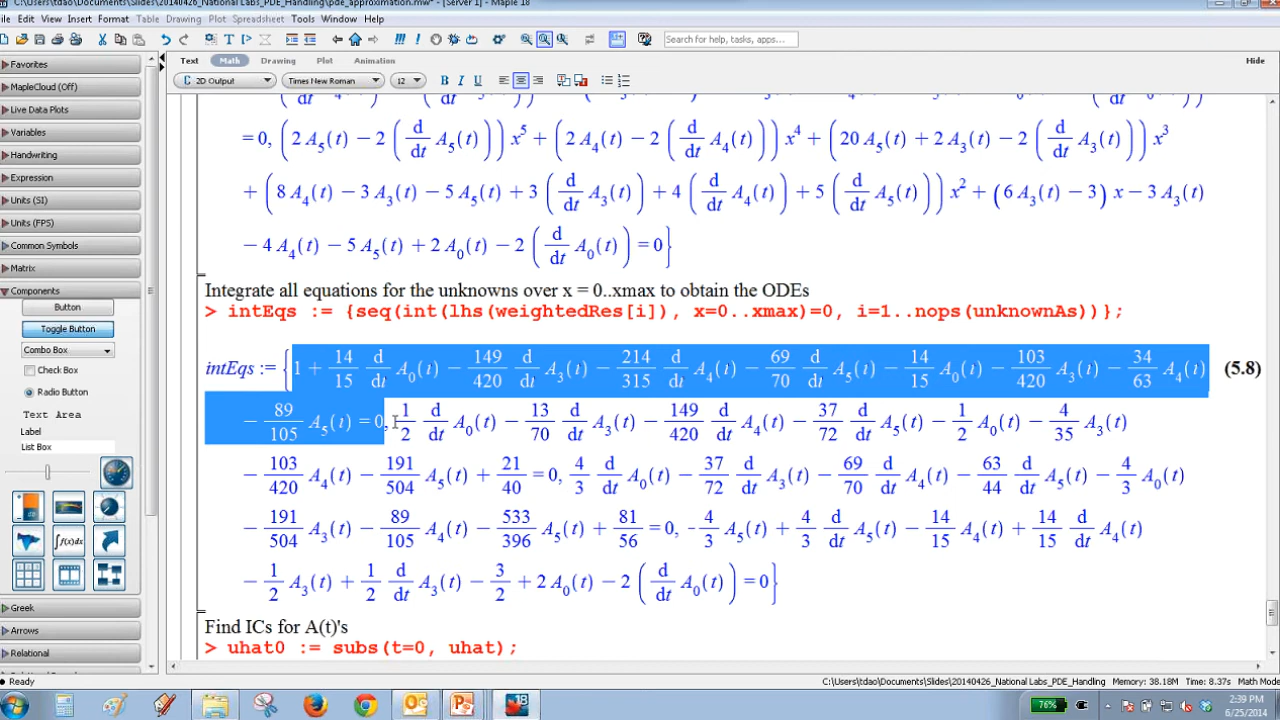 C:\Users\tdao\Documents\Slides\20140426_National Labs_PDE_Handling\pde_approximation.mw* - [Server 1] - Maple 18
Edit View Insert Format Table Drawing Plot Spreadsheet Tools Window Help
Search for help, tasks, apps...
Text Math Drawing Plot Animation Hide
2D Output Times New Roman 12 B I U
Favorites
MapleCloud (Off)
Live Data Plots
Variables
Handwriting
Expression
Units (SI)
Units (FPS)
Common Symbols
Matrix
Components
Button
Toggle Button
Combo Box
Check Box
Radio Button
Text Area
Label
List Box
Greek
Arrows
Relational
Ready
= 0, (2 A₅(t) − 2 (d/dt A₅(t))) x⁵ + (2 A₄(t) − 2 (d/dt A₄(t))) x⁴ + (20 A₅(t) + 2 A₃(t) − 2 (d/dt A₃(t))) x³
+ (8 A₄(t) − 3 A₃(t) − 5 A₅(t) + 3 (d/dt A₃(t)) + 4 (d/dt A₄(t)) + 5 (d/dt A₅(t))) x² + (6 A₃(t) − 3) x − 3 A₃(t)
− 4 A₄(t) − 5 A₅(t) + 2 A₀(t) − 2 (d/dt A₀(t)) = 0}
Integrate all equations for the unknowns over x = 0..xmax to obtain the ODEs
> intEqs := {seq(int(lhs(weightedRes[i]), x=0..xmax)=0, i=1..nops(unknownAs))};
intEqs := {1 + 14/15 d/dt A₀(t) − 149/420 d/dt A₃(t) − 214/315 d/dt A₄(t) − 69/70 d/dt A₅(t) − 14/15 A₀(t) − 103/420 A₃(t) − 34/63 A₄(t) (5.8)
− 89/105 A₅(t) = 0, 1/2 d/dt A₀(t) − 13/70 d/dt A₃(t) − 149/420 d/dt A₄(t) − 37/72 d/dt A₅(t) − 1/2 A₀(t) − 4/35 A₃(t)
− 103/420 A₄(t) − 191/504 A₅(t) + 21/40 = 0, 4/3 d/dt A₀(t) − 37/72 d/dt A₃(t) − 69/70 d/dt A₄(t) − 63/44 d/dt A₅(t) − 4/3 A₀(t)
− 191/504 A₃(t) − 89/105 A₄(t) − 533/396 A₅(t) + 81/56 = 0, −4/3 A₅(t) + 4/3 d/dt A₅(t) − 14/15 A₄(t) + 14/15 d/dt A₄(t)
− 1/2 A₃(t) + 1/2 d/dt A₃(t) − 3/2 + 2 A₀(t) − 2 (d/dt A₀(t)) = 0}
Find ICs for A(t)'s
> uhat0 := subs(t=0, uhat);
C:\Users\tdao\Documents\Slides\20140426_National Labs_PDE_Handling Memory: 38.18M Time: 8.37s Math Mode
76% 2:39 PM
6/25/2014